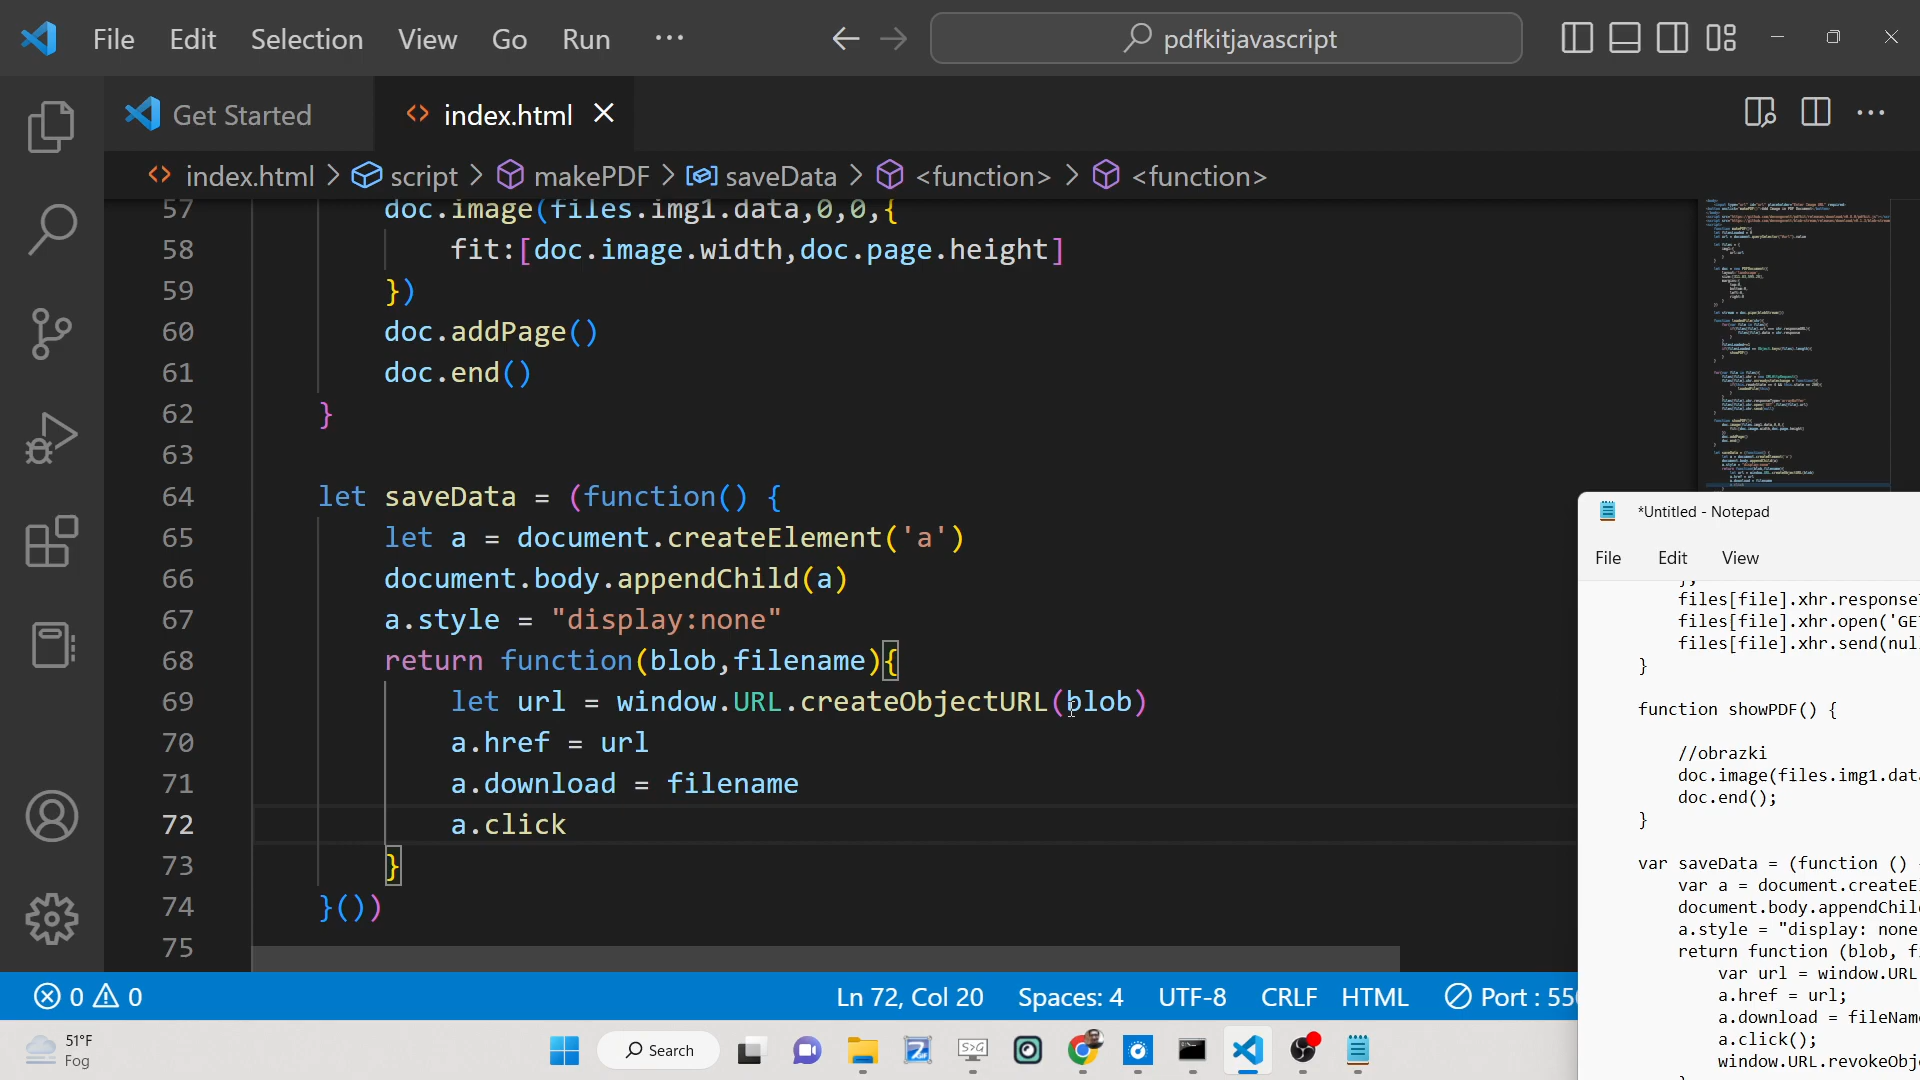 File Edit Selection View Go Run ···
pdfkitjavascript
Get Started
index.html
index.html > script > makePDF > saveData > <function> > <function>
57 doc.image(files.img1.data,0,0,{
58 fit:[doc.image.width,doc.page.height]
59 })
60 doc.addPage()
61 doc.end()
62 }
63
64 let saveData = (function() {
65 let a = document.createElement('a')
66 document.body.appendChild(a)
67 a.style = "display:none"
68 return function(blob,filename){
69 let url = window.URL.createObjectURL(blob)
70 a.href = url
71 a.download = filename
72 a.click
73 }
74 }())
75
*Untitled - Notepad
File Edit View
files[file].xhr.response
files[file].xhr.open('GE
files[file].xhr.send(nul
}
function showPDF() {
//obrazki
doc.image(files.img1.dat
doc.end();
}
var saveData = (function ()
var a = document.createE
document.body.appendChil
a.style = "display: none
return function (blob, f
var url = window.URL
a.href = url;
a.download = fileNam
a.click();
window.URL.revokeObj
0 0
Ln 72, Col 20 Spaces: 4 UTF-8 CRLF HTML Port : 55
51°F
Fog
Search